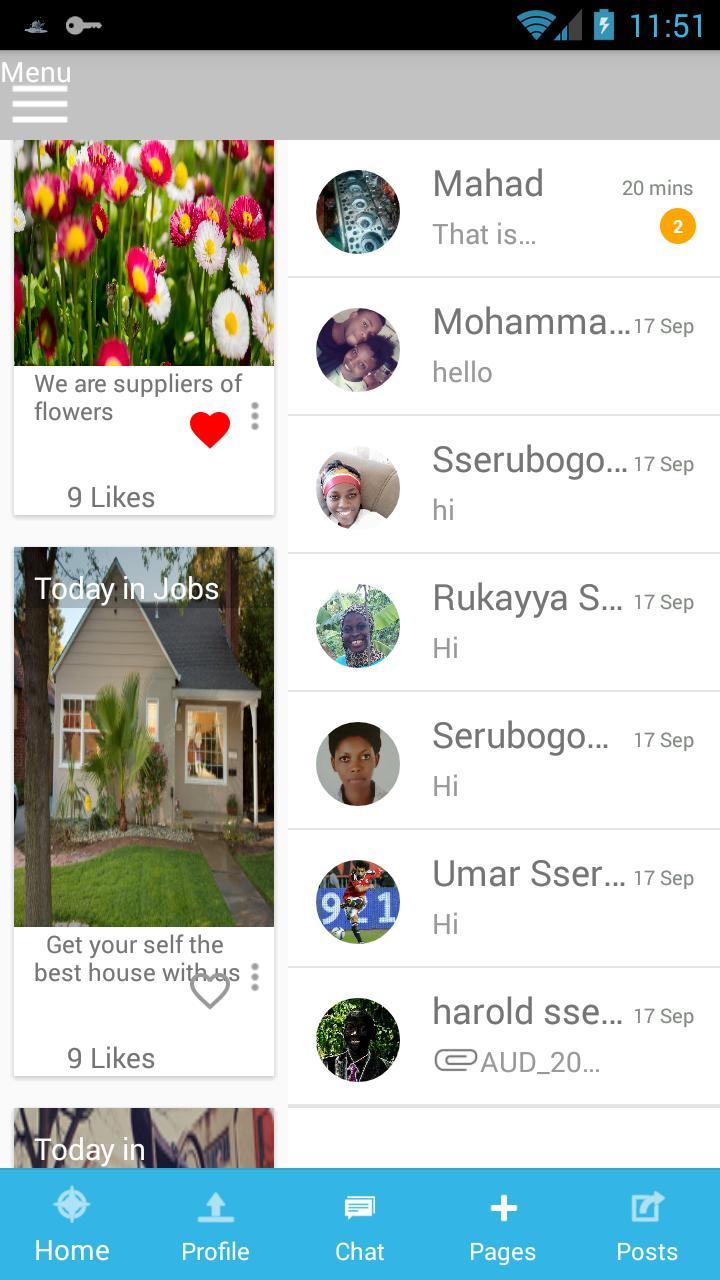 11:51
Menu
We are suppliers of
flowers
9 Likes
Today in Jobs
Get your self the
best house with us
9 Likes
Today in
Mahad
20 mins
That is...
2
Mohamma...
17 Sep
hello
Sserubogo...
17 Sep
hi
Rukayya S...
17 Sep
Hi
Serubogo...
17 Sep
Hi
Umar Sser...
17 Sep
Hi
921
harold sse...
17 Sep
AUD_20...
Home
Profile
Chat
Pages
Posts